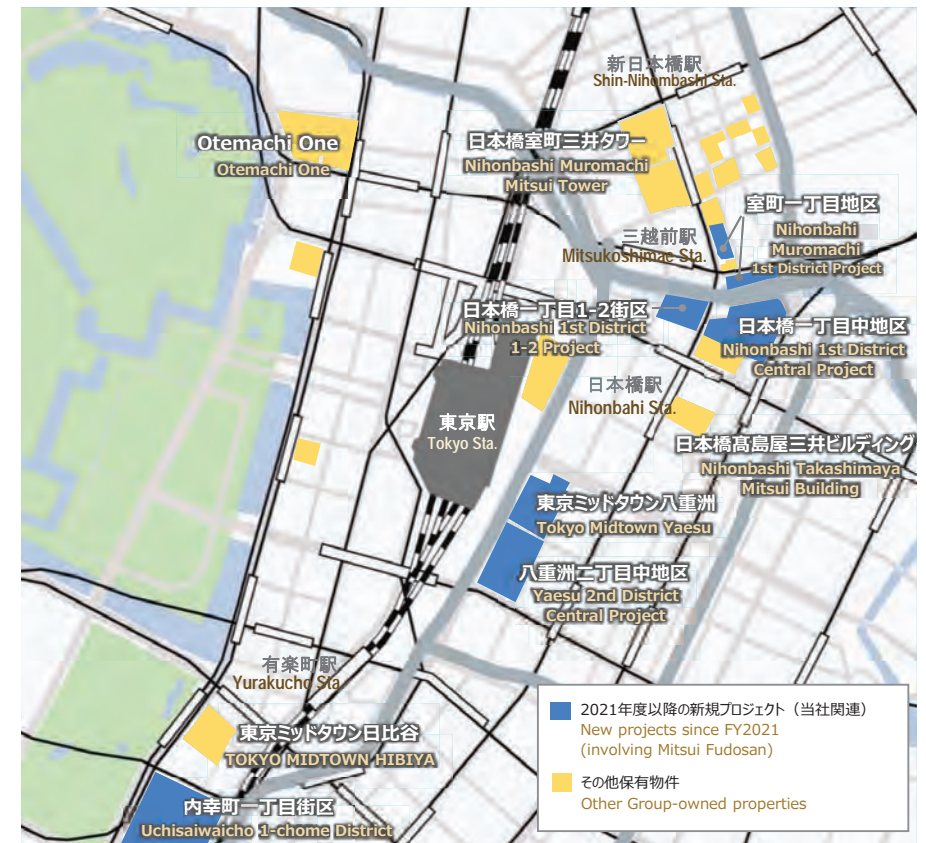 新日本橋駅
Shin-Nihombashi Sta.
Otemachi One
Otemachi One
日本橋室町三井タワー
Nihonbashi Muromachi
Mitsui Tower
室町一丁目地区
Nihonbahi
Muromachi
1st District Project
三越前駅
Mitsukoshimae Sta.
日本橋一丁目1-2街区
Nihonbashi 1st District
1-2 Project
日本橋一丁目中地区
Nihonbashi 1st District
Central Project
日本橋駅
Nihonbahi Sta.
東京駅
Tokyo Sta.
日本橋髙島屋三井ビルディング
Nihonbashi Takashimaya
Mitsui Building
東京ミッドタウン八重洲
Tokyo Midtown Yaesu
八重洲二丁目中地区
Yaesu 2nd District
Central Project
有楽町駅
Yurakucho Sta.
東京ミッドタウン日比谷
TOKYO MIDTOWN HIBIYA
内幸町一丁目街区
Uchisaiwaicho 1-chome District
2021年度以降の新規プロジェクト（当社関連）
New projects since FY2021
(involving Mitsui Fudosan)
その他保有物件
Other Group-owned properties